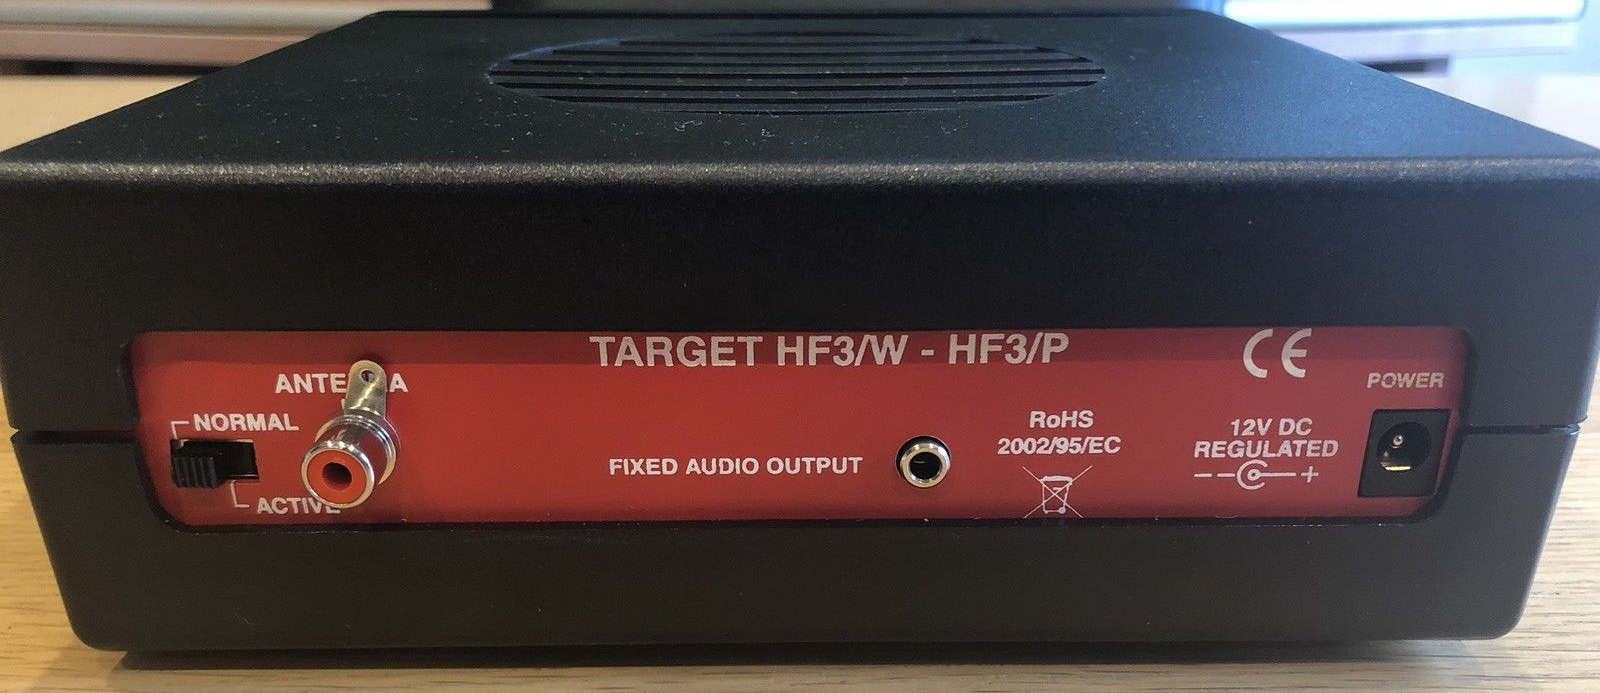 TARGET HF3/W - HF3/P
CE
ANTENNA
POWER
NORMAL
RoHS
2002/95/EC
12V DC
REGULATED
FIXED AUDIO OUTPUT
ACTIVE